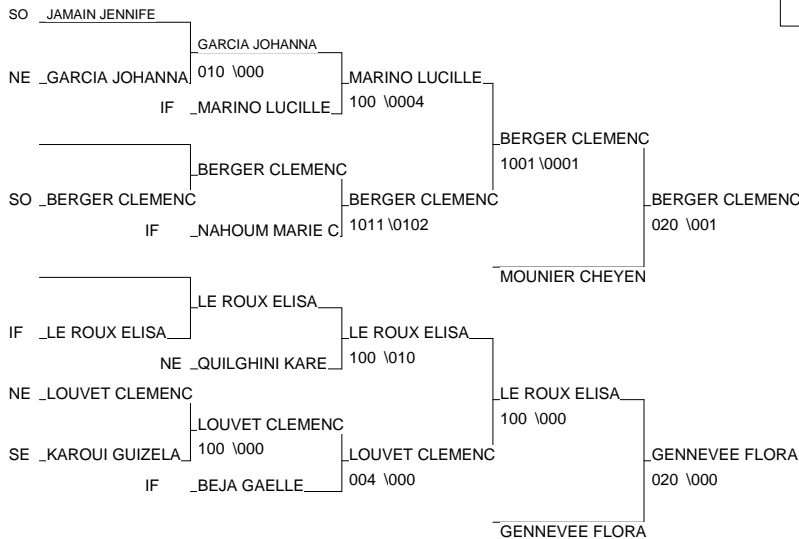 SO JAMAIN JENNIFE
GARCIA JOHANNA
NE GARCIA JOHANNA 010 \000 MARINO LUCILLE
IF MARINO LUCILLE 100 \0004
BERGER CLEMENC
1001 \0001
BERGER CLEMENC
SO BERGER CLEMENC BERGER CLEMENC BERGER CLEMENC
IF NAHOUM MARIE C 1011 \0102 020 \001
MOUNIER CHEYEN
LE ROUX ELISA
IF LE ROUX ELISA LE ROUX ELISA
NE QUILGHINI KARE 100 \010
NE LOUVET CLEMENC LE ROUX ELISA
100 \000
LOUVET CLEMENC
SE KAROUI GUIZELA 100 \000 LOUVET CLEMENC GENNEVEE FLORA
IF BEJA GAELLE 004 \000 020 \000
GENNEVEE FLORA